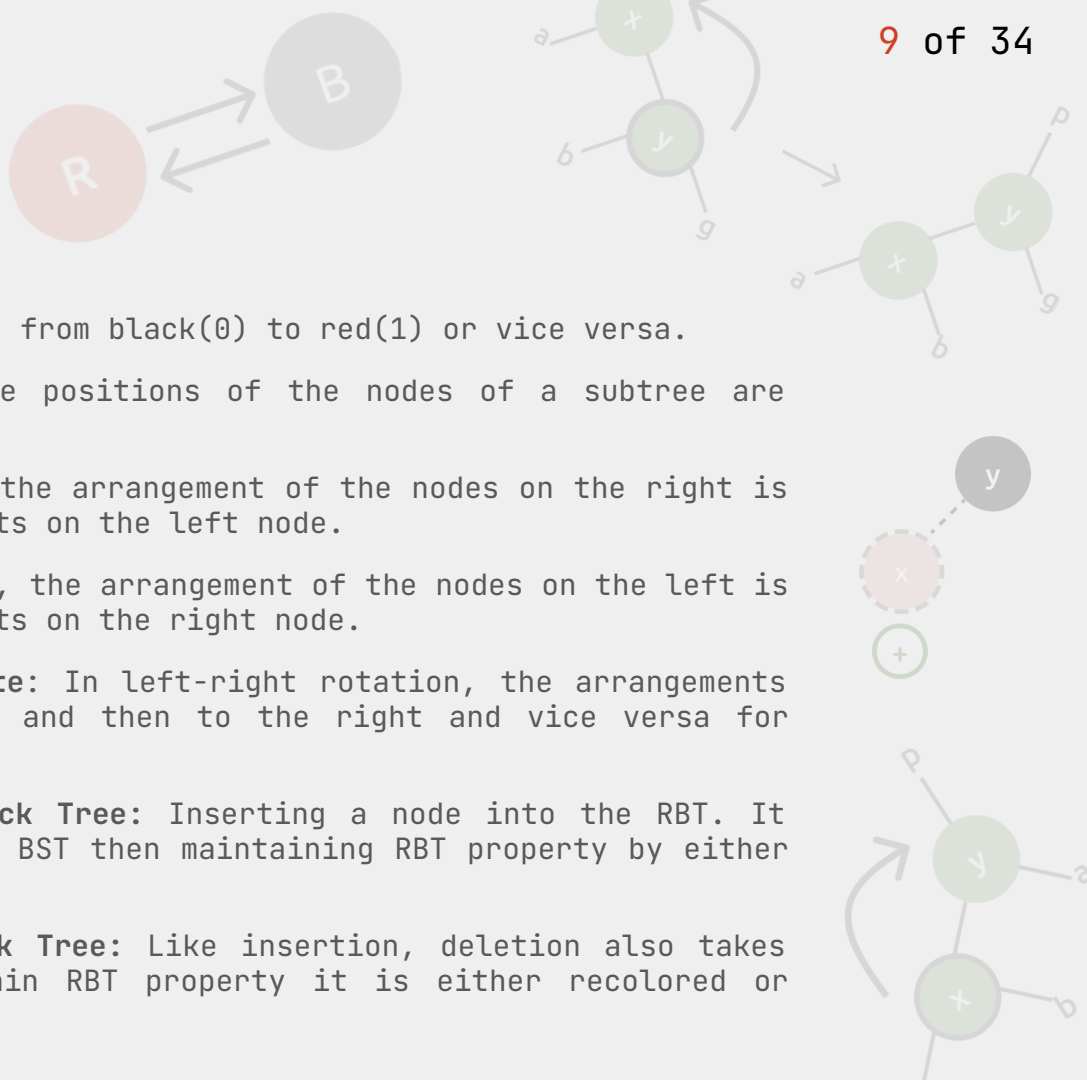 9 of 34
R
B
x
a
y
b
g
p
y
x
a
g
b
from black(0) to red(1) or vice versa.
e positions of the nodes of a subtree are
y
the arrangement of the nodes on the right is
ts on the left node.
x
, the arrangement of the nodes on the left is
ts on the right node.
+
te: In left-right rotation, the arrangements
and then to the right and vice versa for
p
ck Tree: Inserting a node into the RBT. It
BST then maintaining RBT property by either
y
a
k Tree: Like insertion, deletion also takes
ain RBT property it is either recolored or
x
b